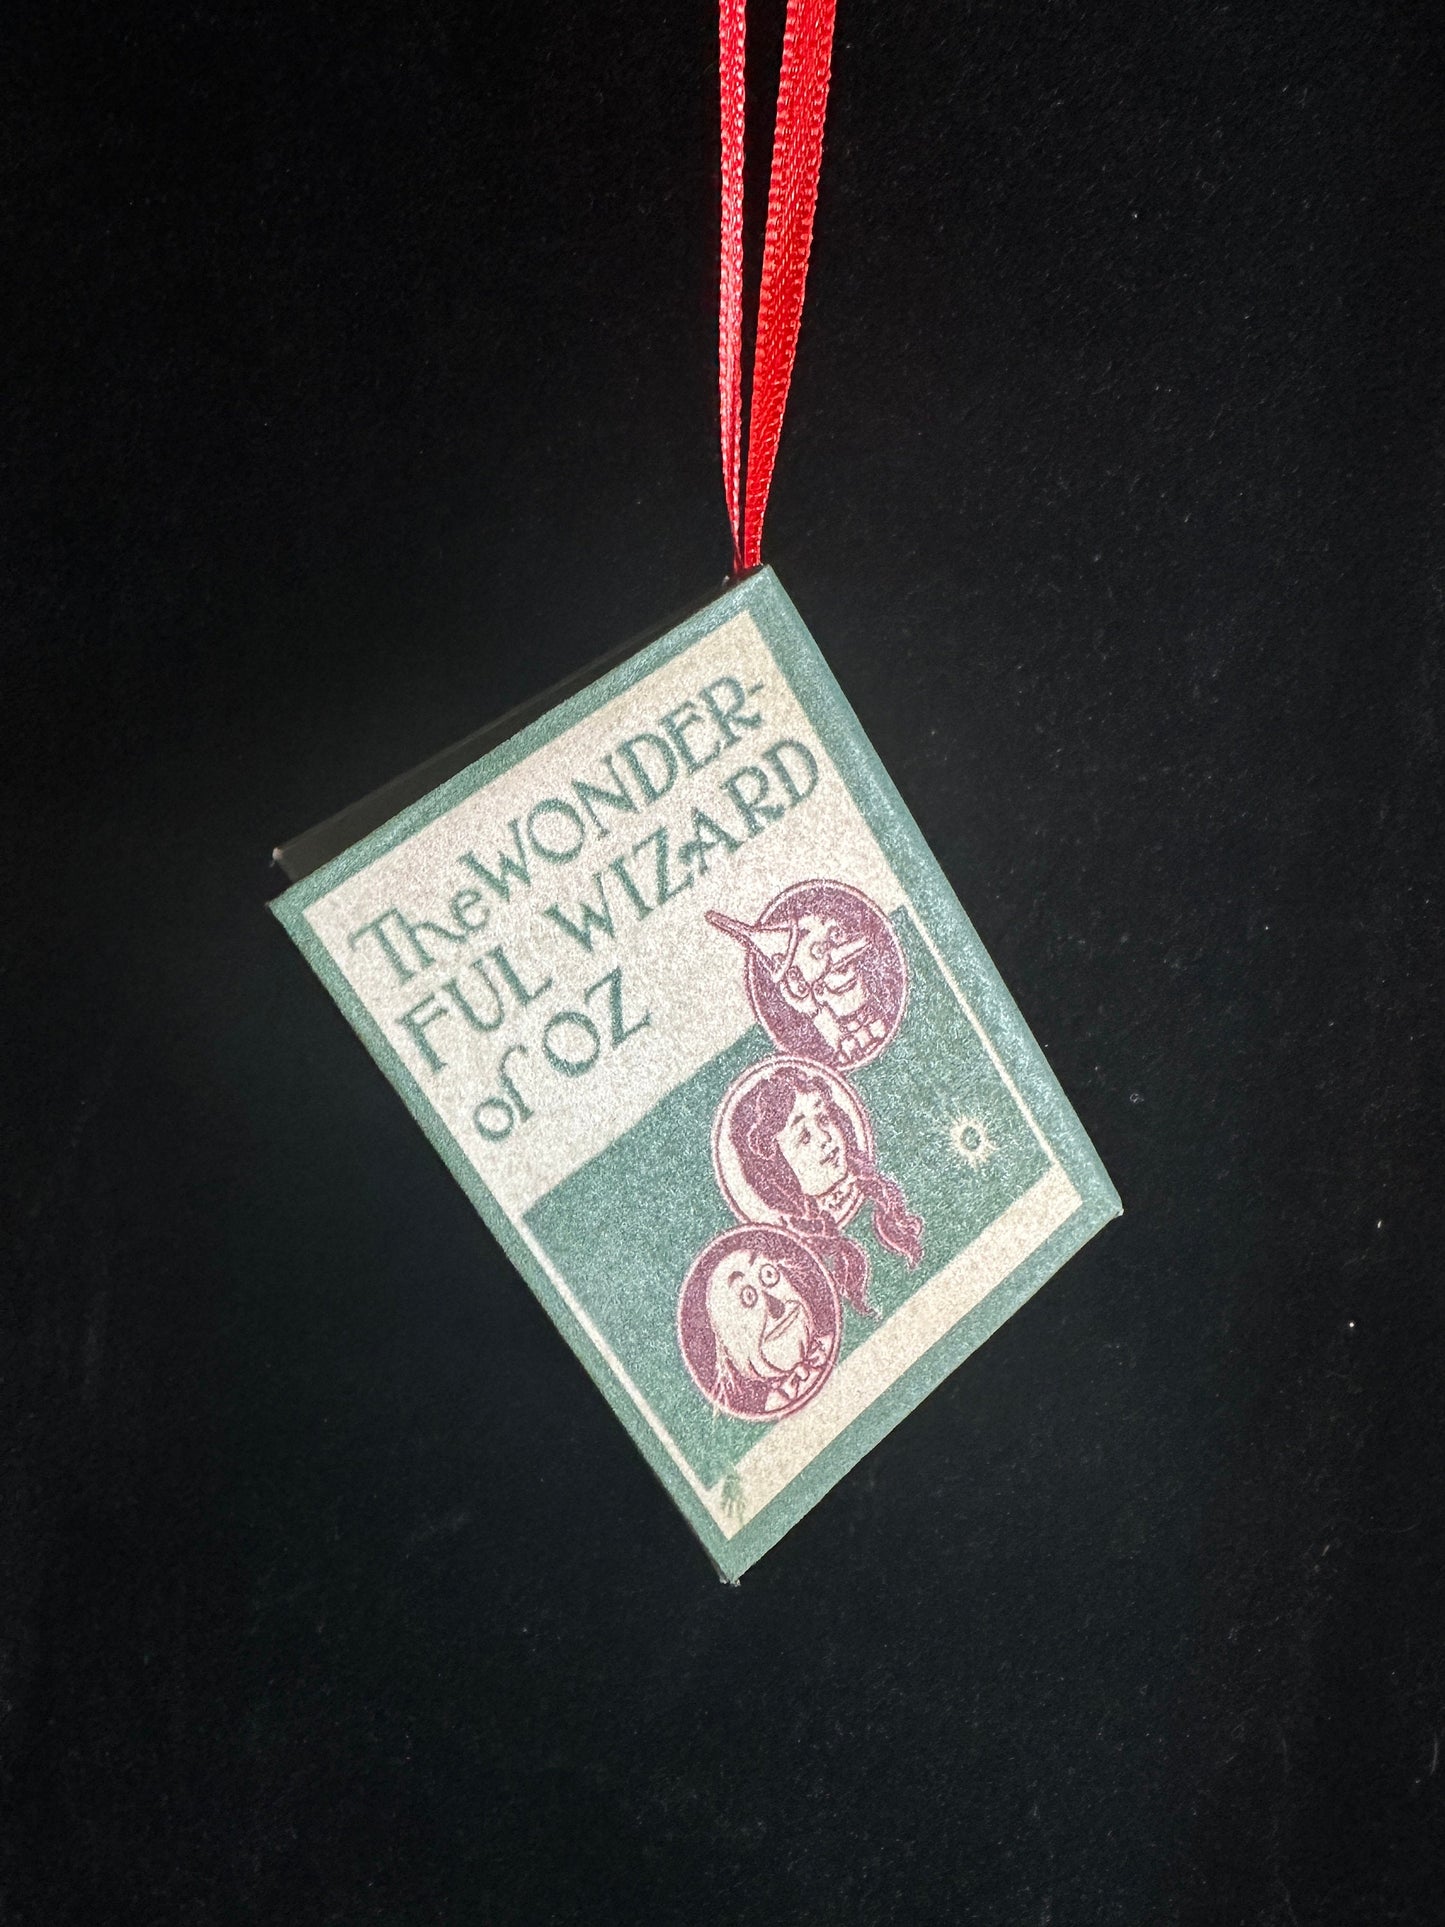 The WONDER-
FUL WIZARD
of OZ